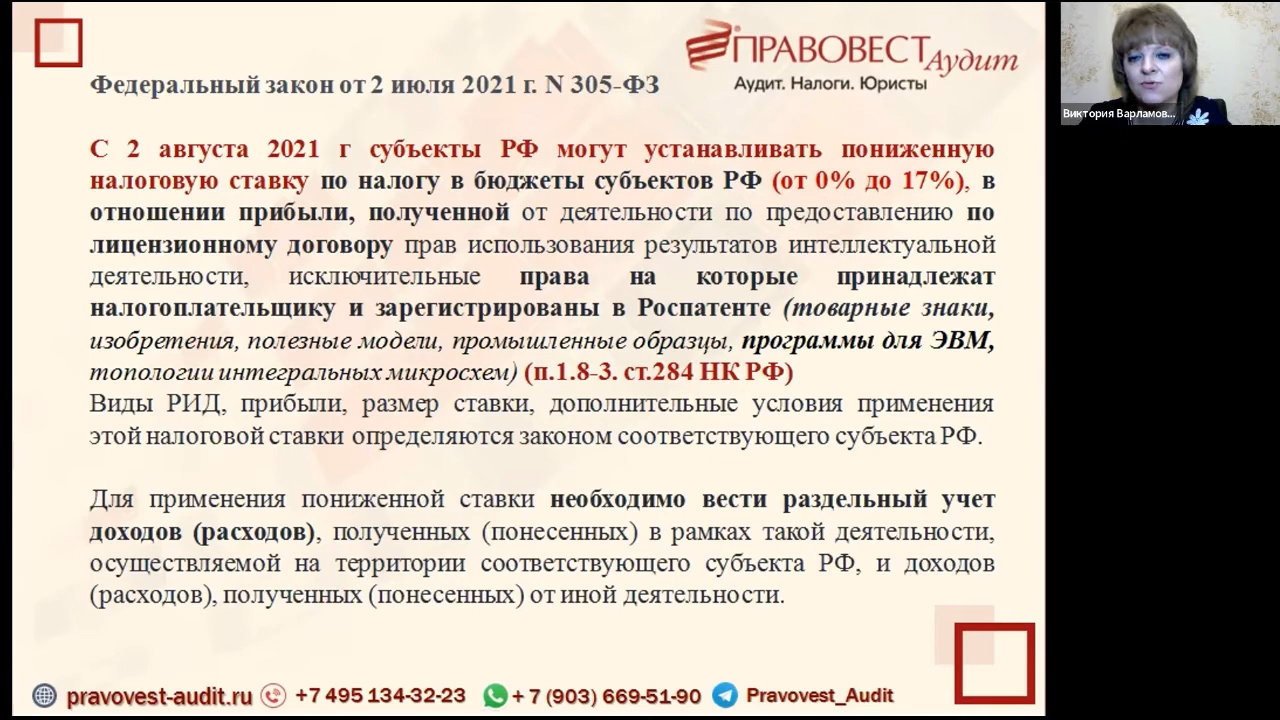 ПРАВОВЕСТ Аудит
Аудит. Налоги. Юристы
Федеральный закон от 2 июля 2021 г. N 305-ФЗ
С 2 августа 2021 г субъекты РФ могут устанавливать пониженную
налоговую ставку по налогу в бюджеты субъектов РФ (от 0% до 17%), в
отношении прибыли, полученной от деятельности по предоставлению по
лицензионному договору прав использования результатов интеллектуальной
деятельности, исключительные права на которые принадлежат
налогоплательщику и зарегистрированы в Роспатенте (товарные знаки,
изобретения, полезные модели, промышленные образцы, программы для ЭВМ,
топологии интегральных микросхем) (п.1.8-3. ст.284 НК РФ)
Виды РИД, прибыли, размер ставки, дополнительные условия применения
этой налоговой ставки определяются законом соответствующего субъекта РФ.
Для применения пониженной ставки необходимо вести раздельный учет
доходов (расходов), полученных (понесенных) в рамках такой деятельности,
осуществляемой на территории соответствующего субъекта РФ, и доходов
(расходов), полученных (понесенных) от иной деятельности.
pravovest-audit.ru +7 495 134-32-23 + 7 (903) 669-51-90 Pravovest_Audit
Виктория Варламов...